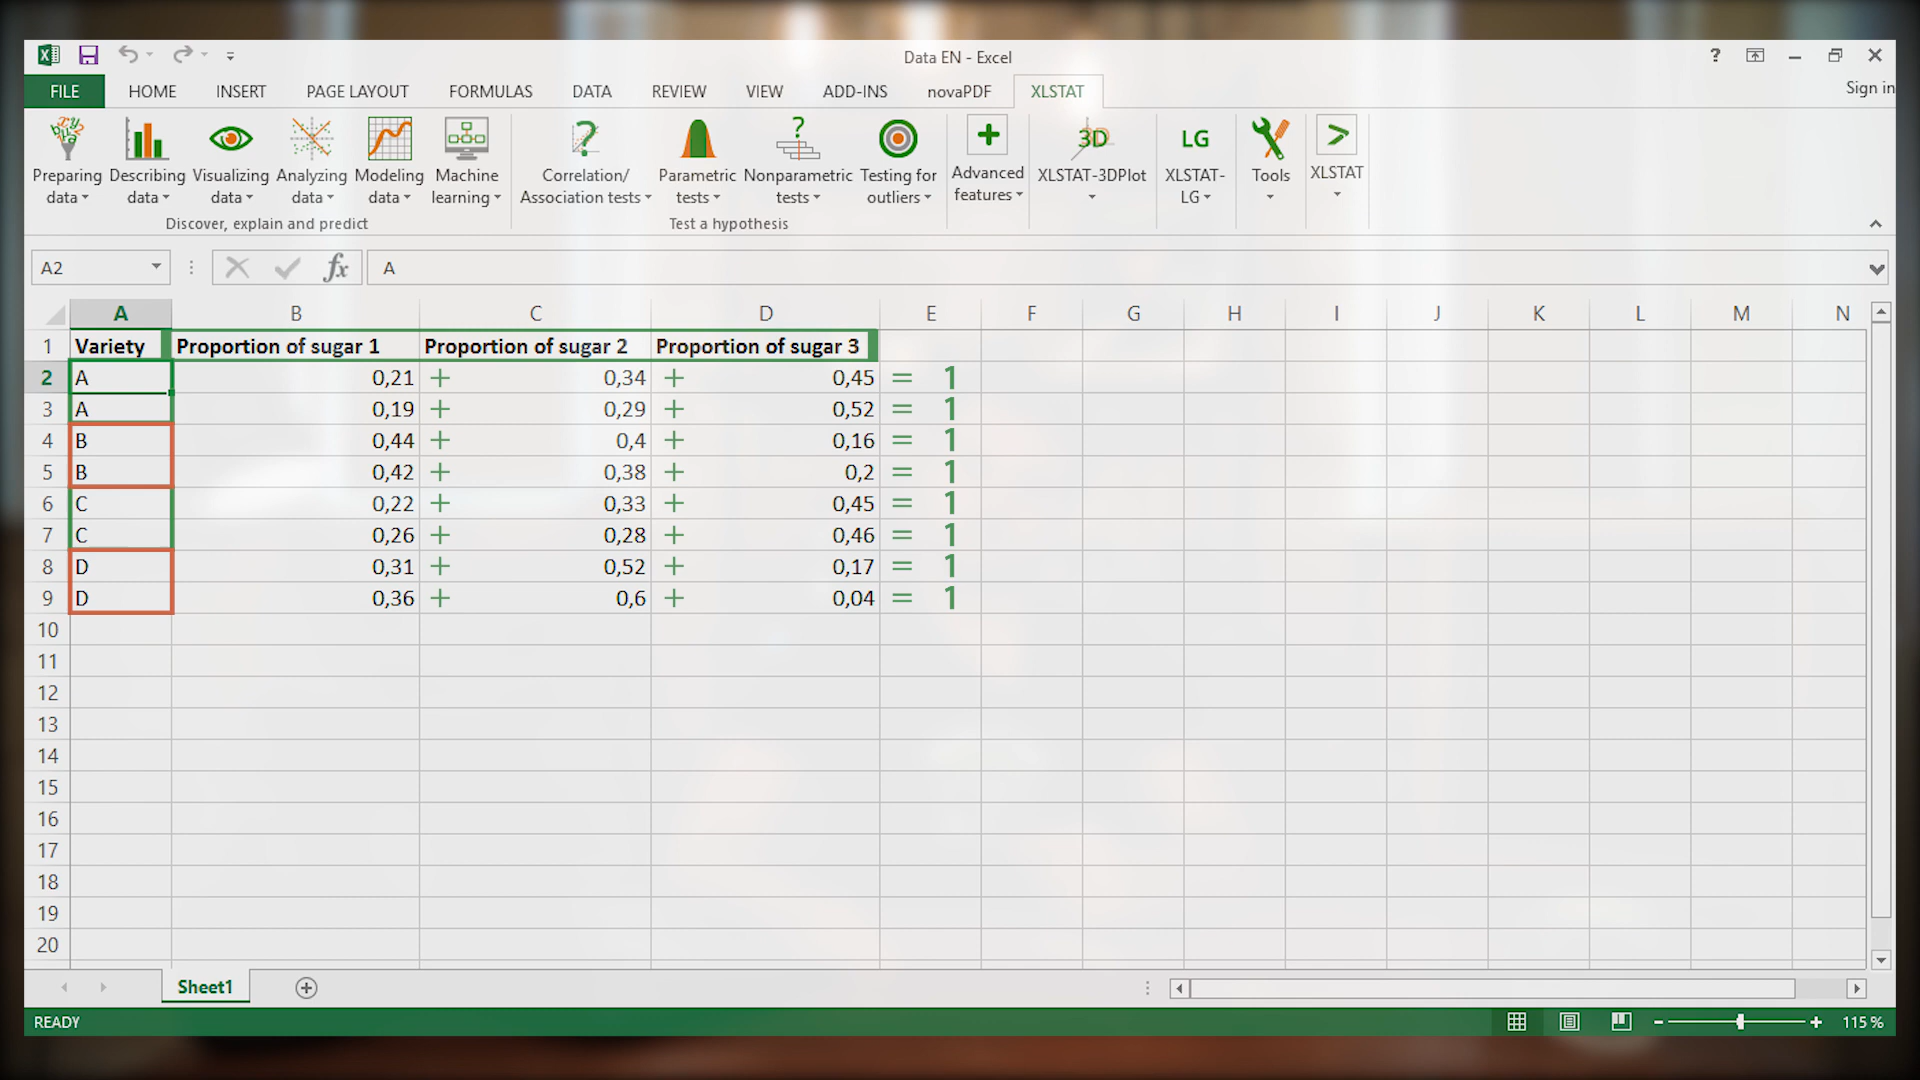 Data EN - Excel
?
Sign in
FILE HOME INSERT PAGE LAYOUT FORMULAS DATA REVIEW VIEW ADD-INS novaPDF XLSTAT
Preparing data
Describing data
Visualizing data
Analyzing data
Modeling data
Machine learning
Correlation/ Association tests
Parametric tests
Nonparametric tests
Testing for outliers
Advanced features
3D XLSTAT-3DPlot
LG XLSTAT-LG
Tools
XLSTAT
Discover, explain and predict
Test a hypothesis
A2 fx A
A B C D E F G H I J K L M N
1 Variety Proportion of sugar 1 Proportion of sugar 2 Proportion of sugar 3
2 A 0,21 + 0,34 + 0,45 = 1
3 A 0,19 + 0,29 + 0,52 = 1
4 B 0,44 + 0,4 + 0,16 = 1
5 B 0,42 + 0,38 + 0,2 = 1
6 C 0,22 + 0,33 + 0,45 = 1
7 C 0,26 + 0,28 + 0,46 = 1
8 D 0,31 + 0,52 + 0,17 = 1
9 D 0,36 + 0,6 + 0,04 = 1
10
11
12
13
14
15
16
17
18
19
20
Sheet1
READY
115 %